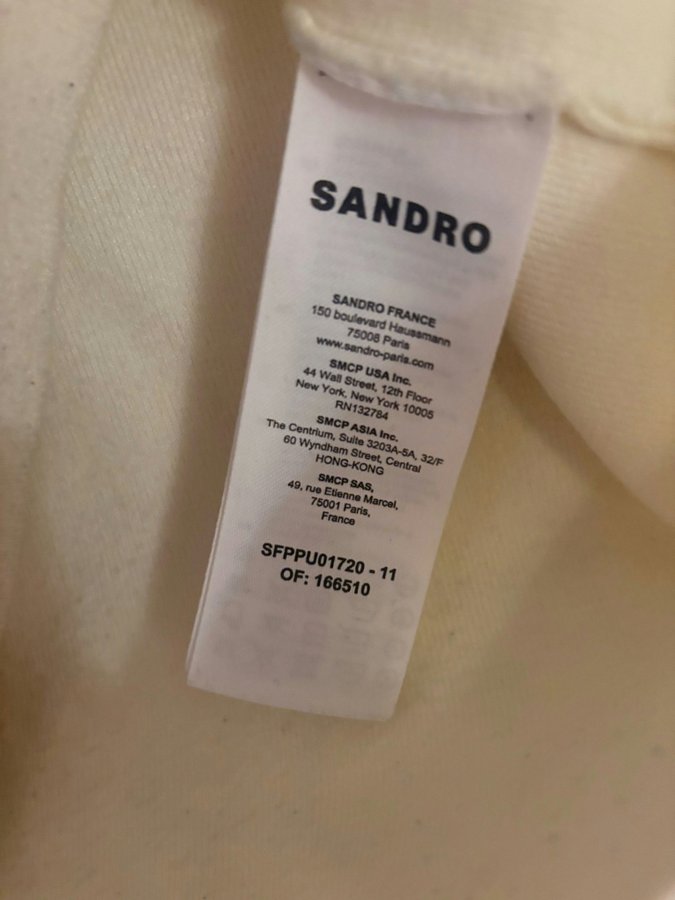 SANDRO
SANDRO FRANCE
150 boulevard Haussmann
75008 Paris
www.sandro-paris.com
SMCP USA Inc.
44 Wall Street, 12th Floor
New York, New York 10005
RN132784
SMCP ASIA Inc.
The Centrium, Suite 3203A-5A, 32/F
60 Wyndham Street, Central
HONG-KONG
SMCP SAS,
49, rue Etienne Marcel,
75001 Paris,
France
SFPPU01720 - 11
OF: 166510